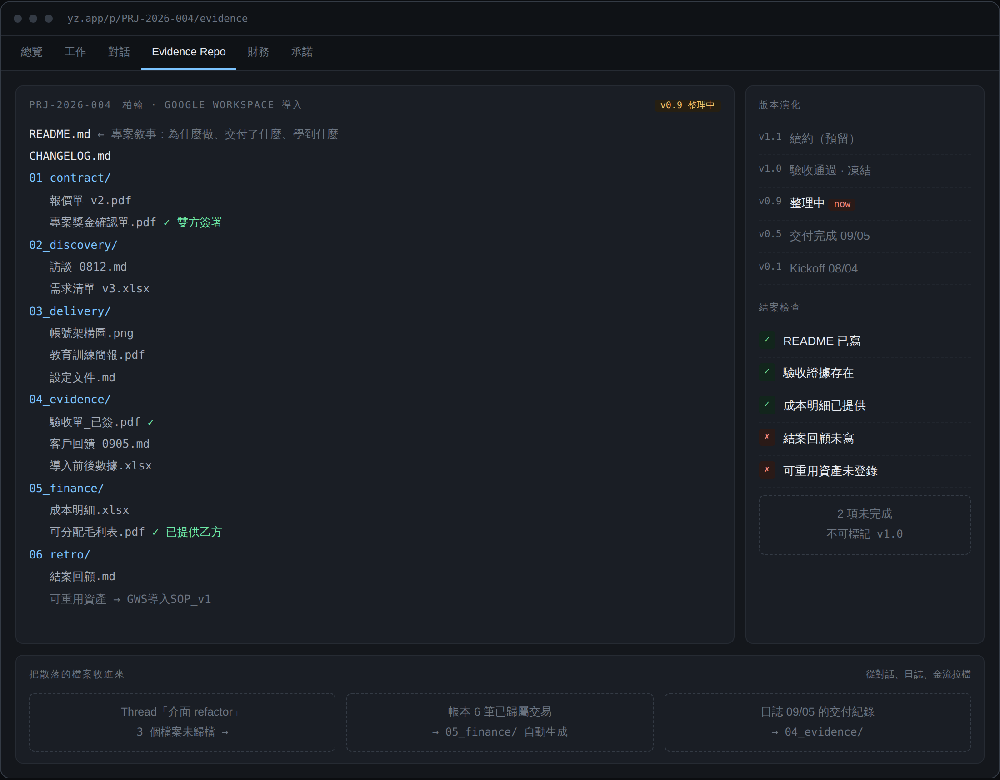 yz.app/p/PRJ-2026-004/evidence
總覽 工作 對話 Evidence Repo 財務 承諾
PRJ-2026-004 柏翰 · GOOGLE WORKSPACE 導入 v0.9 整理中
README.md ← 專案敘事：為什麼做、交付了什麼、學到什麼
CHANGELOG.md
01_contract/
報價單_v2.pdf
專案獎金確認單.pdf ✓ 雙方簽署
02_discovery/
訪談_0812.md
需求清單_v3.xlsx
03_delivery/
帳號架構圖.png
教育訓練簡報.pdf
設定文件.md
04_evidence/
驗收單_已簽.pdf ✓
客戶回饋_0905.md
導入前後數據.xlsx
05_finance/
成本明細.xlsx
可分配毛利表.pdf ✓ 已提供乙方
06_retro/
結案回顧.md
可重用資產 → GWS導入SOP_v1
版本演化
v1.1 續約（預留）
v1.0 驗收通過 · 凍結
v0.9 整理中 now
v0.5 交付完成 09/05
v0.1 Kickoff 08/04
結案檢查
✓ README 已寫
✓ 驗收證據存在
✓ 成本明細已提供
✗ 結案回顧未寫
✗ 可重用資產未登錄
2 項未完成
不可標記 v1.0
把散落的檔案收進來 從對話、日誌、金流拉檔
Thread「介面 refactor」
3 個檔案未歸檔 →
帳本 6 筆已歸屬交易
→ 05_finance/ 自動生成
日誌 09/05 的交付紀錄
→ 04_evidence/